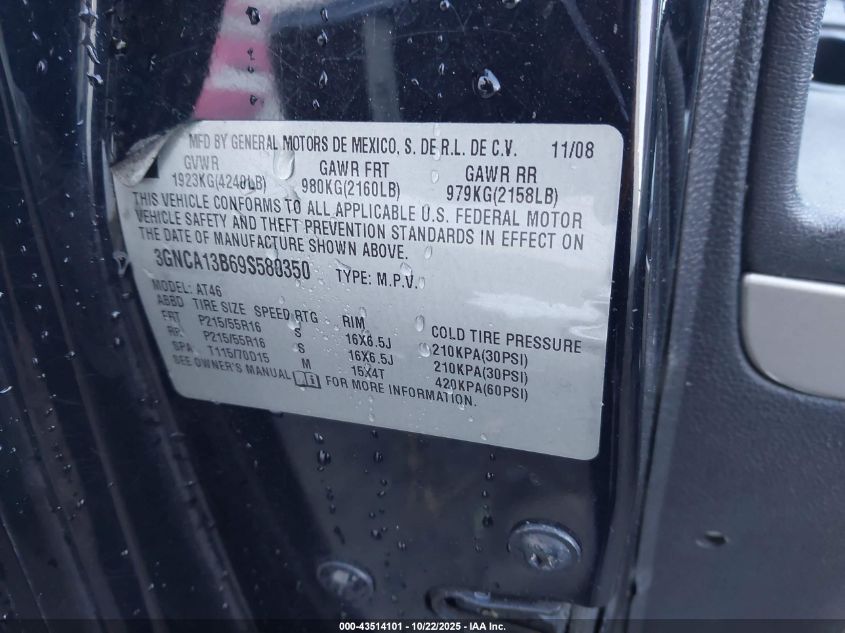 MFD BY GENERAL MOTORS DE MEXICO, S. DE R.L. DE C.V. 11/08
GVWR GAWR FRT GAWR RR
1923KG(4240LB) 980KG(2160LB) 979KG(2158LB)
THIS VEHICLE CONFORMS TO ALL APPLICABLE U.S. FEDERAL MOTOR
VEHICLE SAFETY AND THEFT PREVENTION STANDARDS IN EFFECT ON
THE DATE OF MANUFACTURE SHOWN ABOVE.
3GNCA13B69S580350 TYPE: M.P.V.
MODEL: AT46
ABBD TIRE SIZE SPEED RTG RIM COLD TIRE PRESSURE
FRT P215/55R16 S 16X6.5J 210KPA(30PSI)
RR P215/55R16 S 16X6.5J 210KPA(30PSI)
SPA T115/70D15 M 15X4T 420KPA(60PSI)
SEE OWNER'S MANUAL FOR MORE INFORMATION.
000-43514101 - 10/22/2025 - IAA Inc.